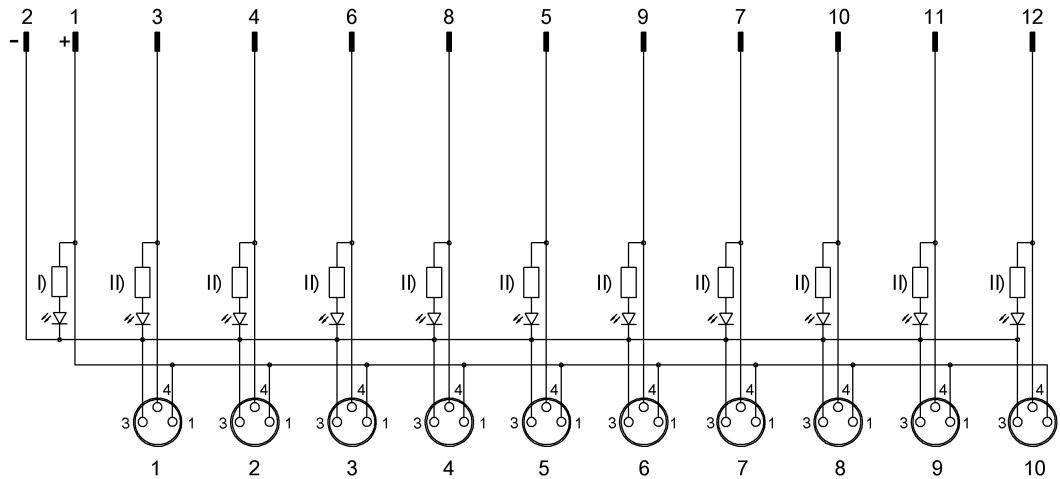 2 1 3 4 6 8 5 9 7 10 11 12
- +
I) II) II) II) II) II) II) II) II) II) II)
4 4 4 4 4 4 4 4 4 4
3 1 3 1 3 1 3 1 3 1 3 1 3 1 3 1 3 1 3 1
1 2 3 4 5 6 7 8 9 10